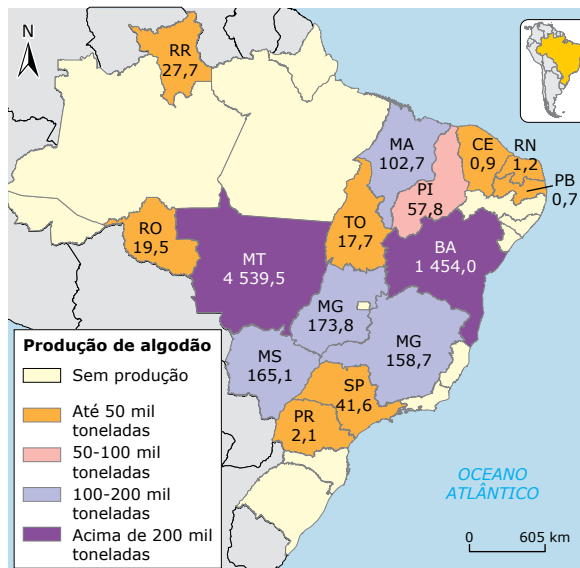 N
RR
27,7
MA
102,7
CE
0,9
RN
1,2
PB
0,7
PI
57,8
RO
19,5
TO
17,7
MT
4 539,5
BA
1 454,0
MG
173,8
MG
158,7
MS
165,1
SP
41,6
PR
2,1
Produção de algodão
Sem produção
Até 50 mil
toneladas
50-100 mil
toneladas
100-200 mil
toneladas
Acima de 200 mil
toneladas
OCEANO
ATLÂNTICO
0 605 km